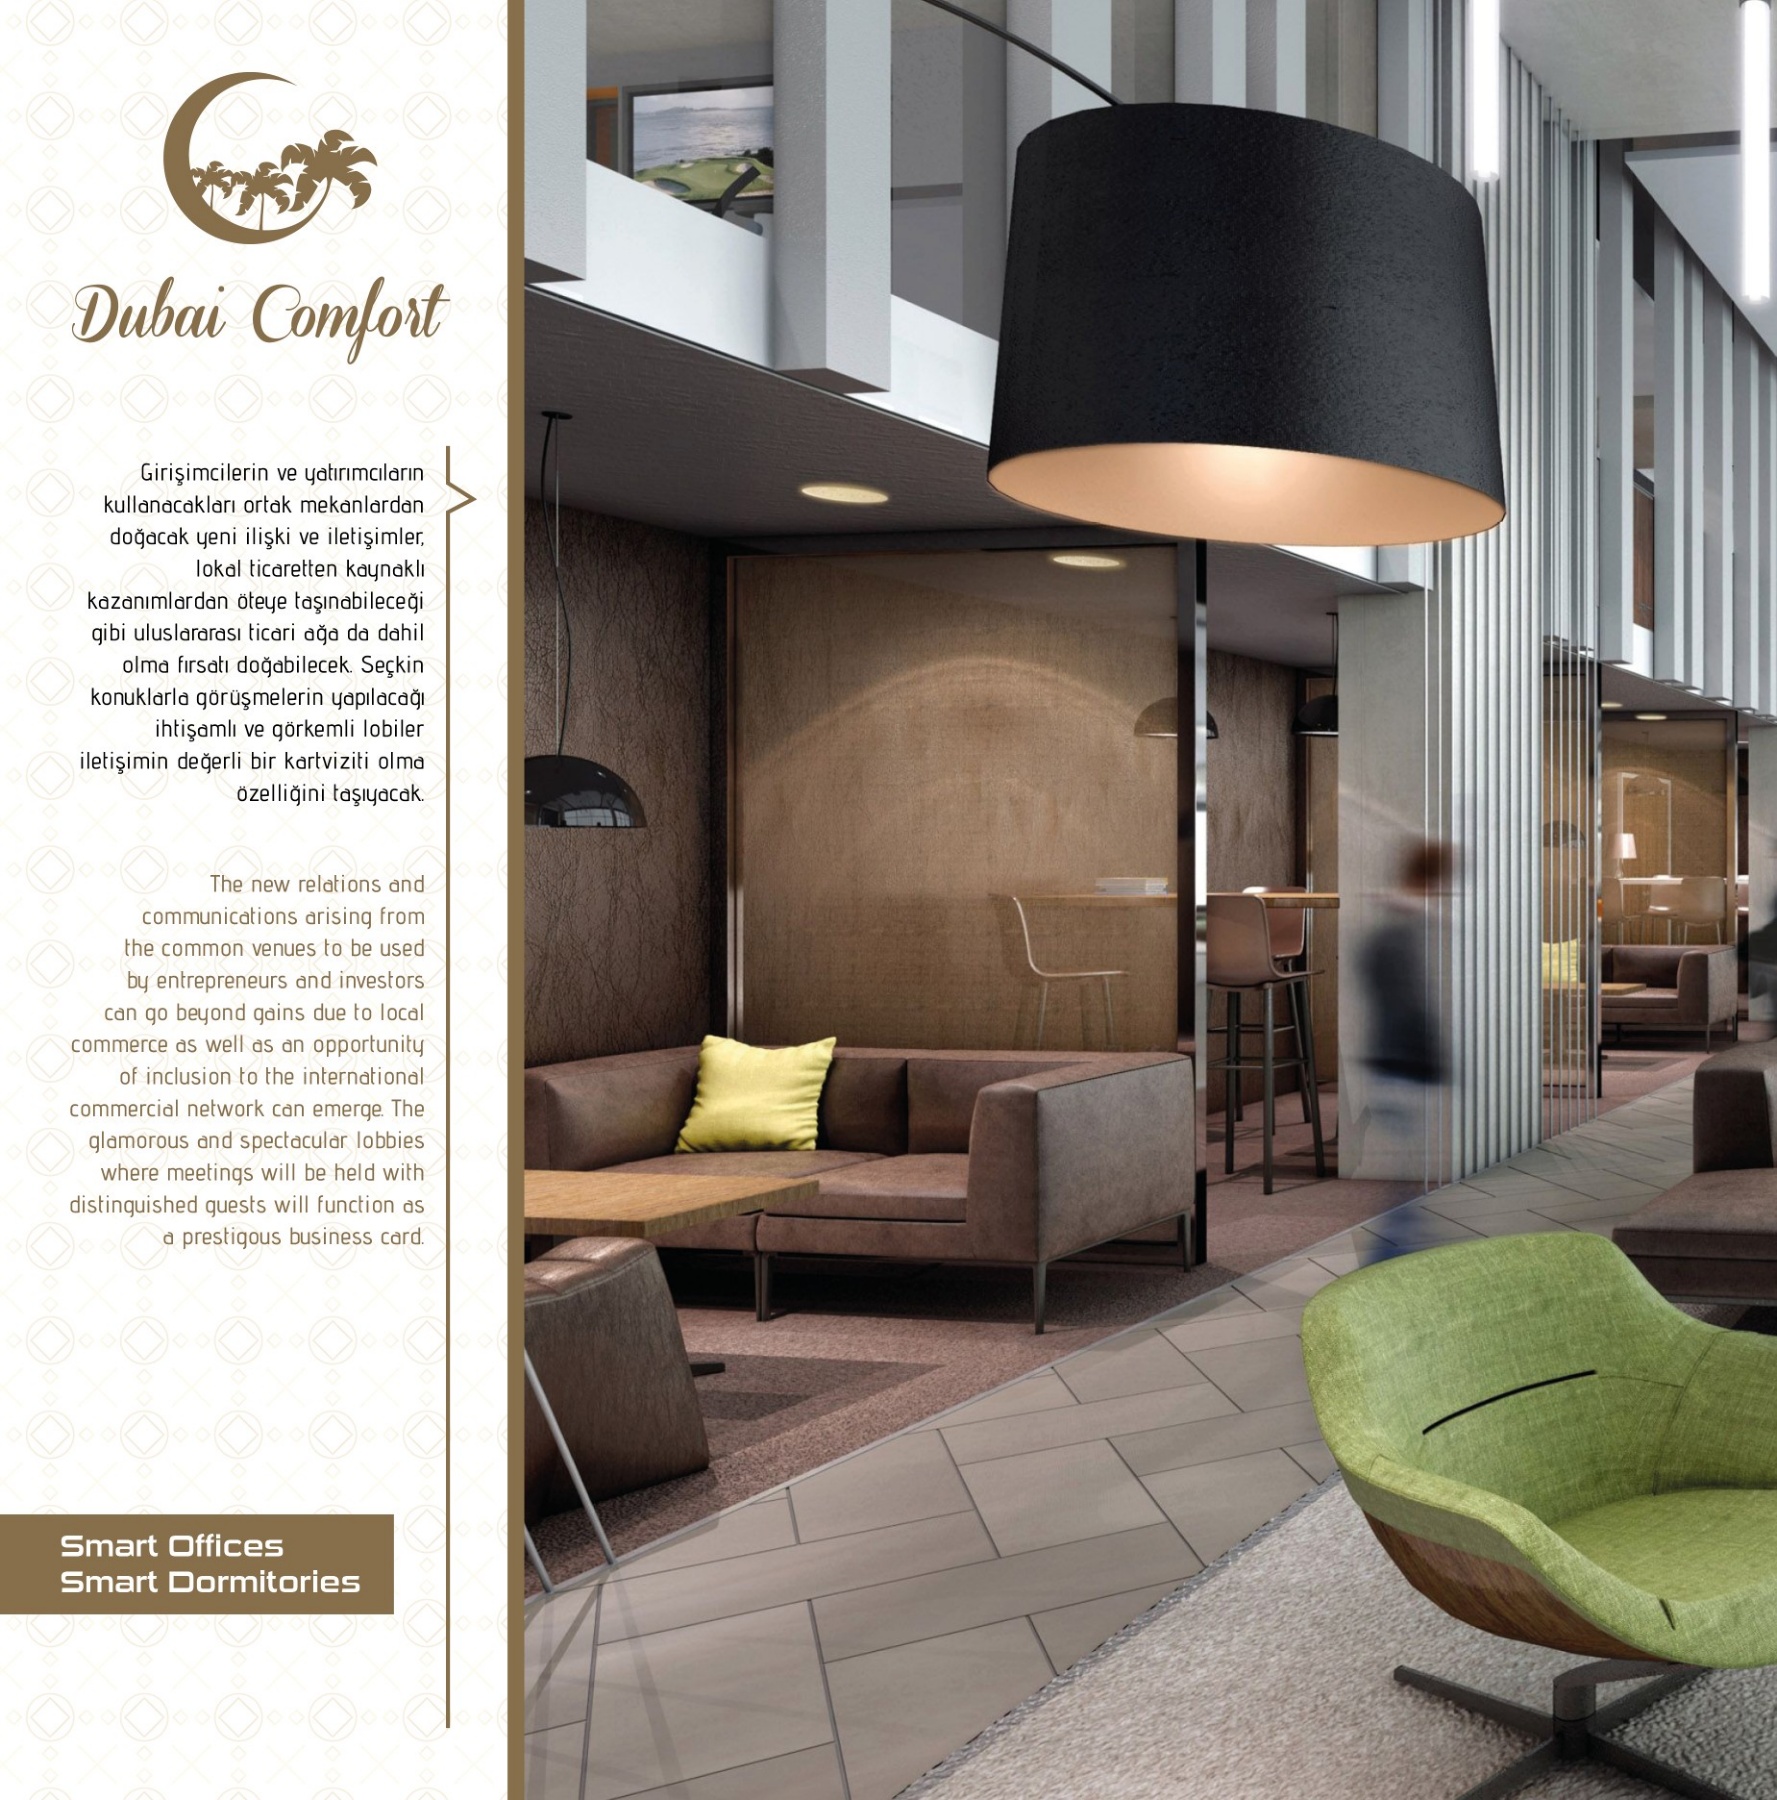 Dubai Comfort
Girişimcilerin ve yatırımcıların
kullanacakları ortak mekanlardan
doğacak yeni ilişki ve iletişimler,
lokal ticaretten kaynaklı
kazanımlardan öteye taşınabileceği
gibi uluslararası ticari ağa da dahil
olma fırsatı doğabilecek. Seçkin
konuklarla görüşmelerin yapılacağı
ihtişamlı ve görkemli lobiler
iletişimin değerli bir kartviziti olma
özelliğini taşıyacak.
The new relations and
communications arising from
the common venues to be used
by entrepreneurs and investors
can go beyond gains due to local
commerce as well as an opportunity
of inclusion to the international
commercial network can emerge. The
glamorous and spectacular lobbies
where meetings will be held with
distinguished guests will function as
a prestigous business card.
Smart Offices
Smart Dormitories